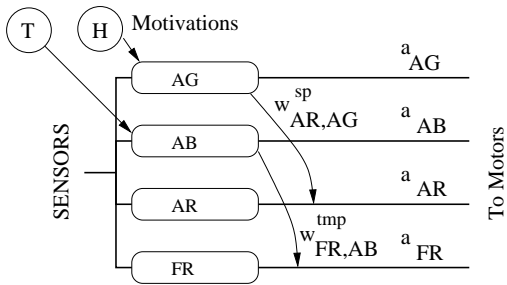 T
H
Motivations
SENSORS
AG
AB
AR
FR
w sp AR,AG
w tmp FR,AB
a AG
a AB
a AR
a FR
To Motors